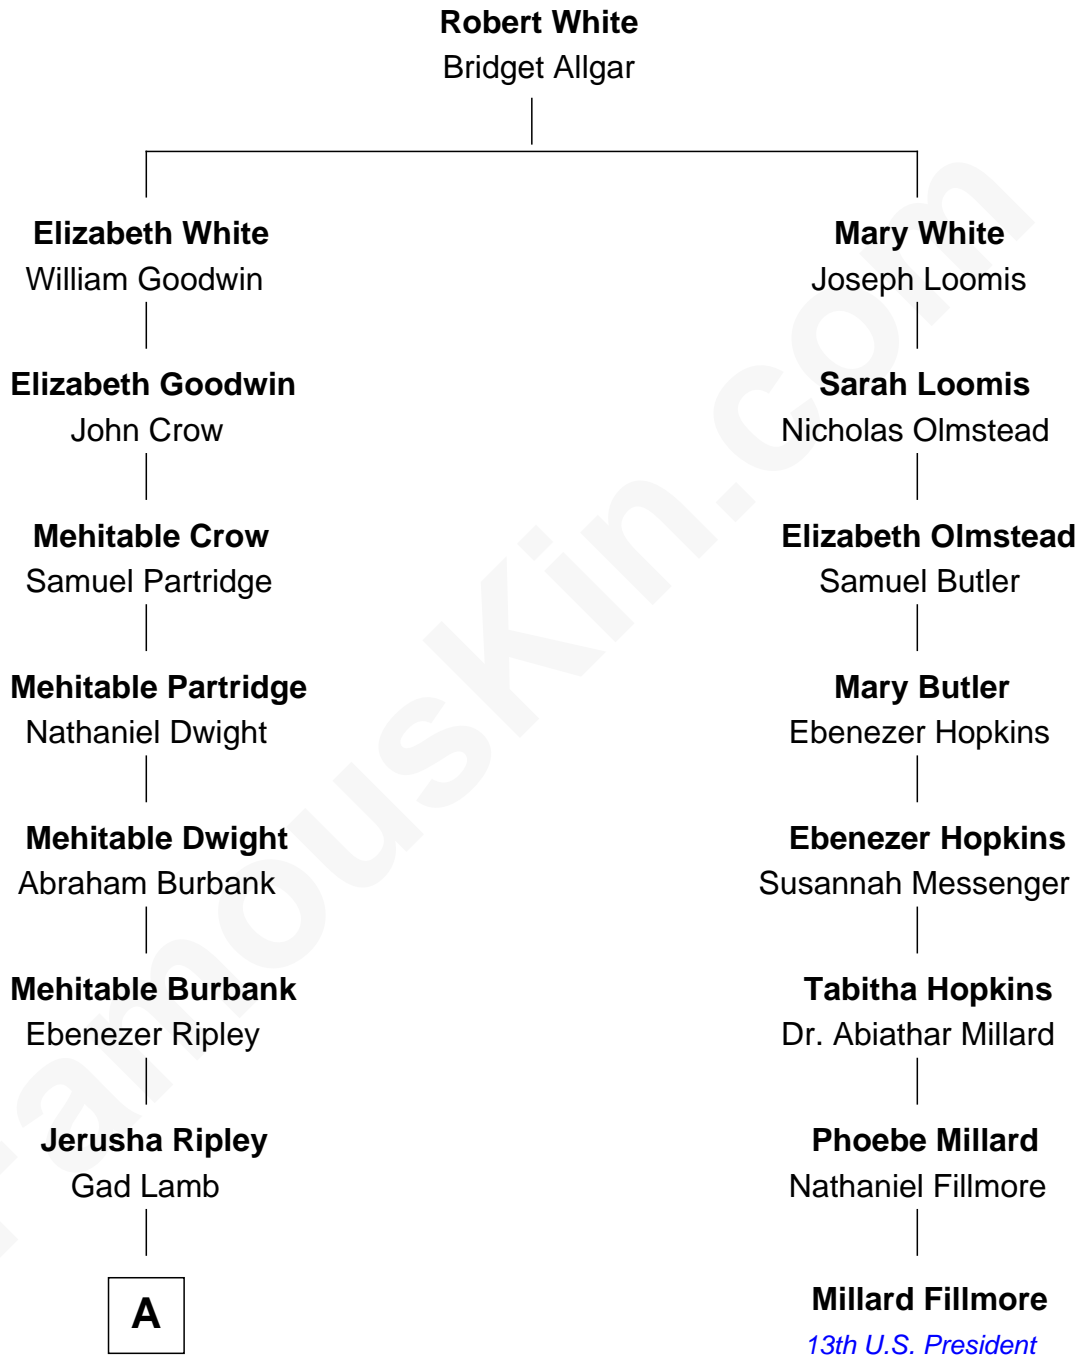 Robert White
Bridget Allgar
Elizabeth White
William Goodwin
Mary White
Joseph Loomis
Elizabeth Goodwin
John Crow
Sarah Loomis
Nicholas Olmstead
Mehitable Crow
Samuel Partridge
Elizabeth Olmstead
Samuel Butler
Mehitable Partridge
Nathaniel Dwight
Mary Butler
Ebenezer Hopkins
Mehitable Dwight
Abraham Burbank
Ebenezer Hopkins
Susannah Messenger
Mehitable Burbank
Ebenezer Ripley
Tabitha Hopkins
Dr. Abiathar Millard
Jerusha Ripley
Gad Lamb
Phoebe Millard
Nathaniel Fillmore
A
Millard Fillmore
13th U.S. President
FamousKin.com